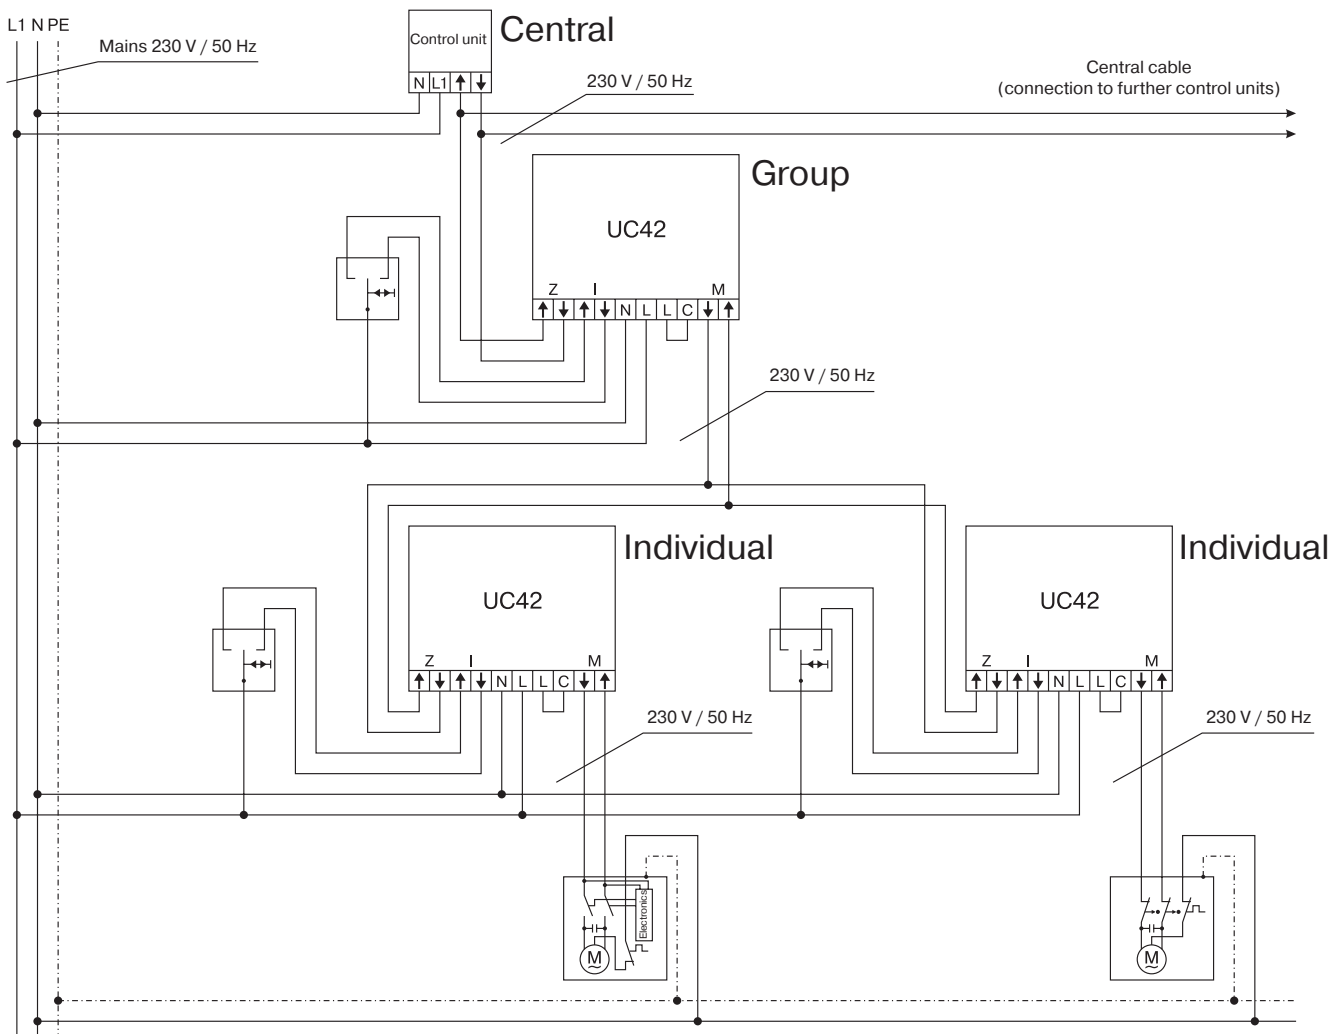 L1 N PE
Mains 230 V / 50 Hz
Control unit
Central
N L1 ↑ ↓
230 V / 50 Hz
Central cable
(connection to further control units)
Group
UC42
Z I M
↑ ↓ ↑ ↓ N L L C ↓ ↑
230 V / 50 Hz
Individual
UC42
Z I M
↑ ↓ ↑ ↓ N L L C ↓ ↑
230 V / 50 Hz
Individual
UC42
Z I M
↑ ↓ ↑ ↓ N L L C ↓ ↑
230 V / 50 Hz
Electronics
M
~
M
~